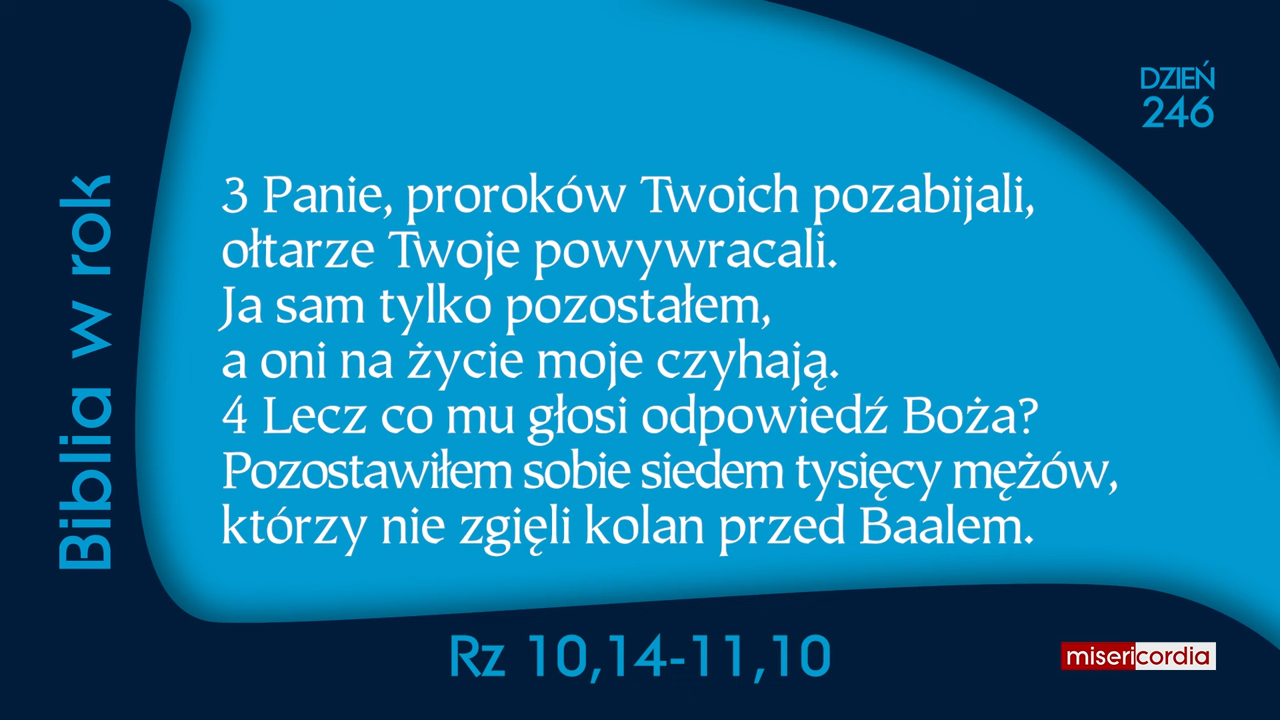 DZIEŃ
246
Biblia w rok
3 Panie, proroków Twoich pozabijali,
ołtarze Twoje powywracali.
Ja sam tylko pozostałem,
a oni na życie moje czyhają.
4 Lecz co mu głosi odpowiedź Boża?
Pozostawiłem sobie siedem tysięcy mężów,
którzy nie zgięli kolan przed Baalem.
Rz 10,14-11,10
misericordia